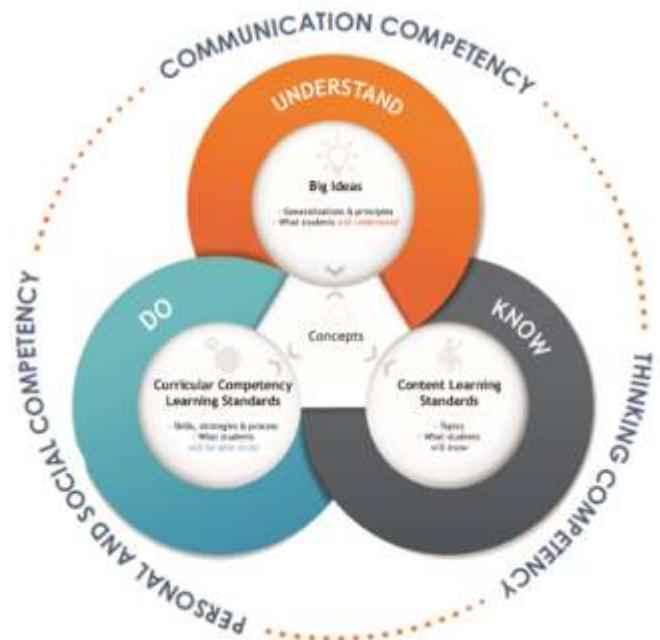 COMMUNICATION COMPETENCY
UNDERSTAND
Big Ideas
- Generalizations & principles
- What students will understand
DO
KNOW
Concepts
Curricular Competency
Learning Standards
- Skills, strategies & process
- What students
will be able to do
Content Learning
Standards
- Topics
- What students
will know
PERSONAL AND SOCIAL COMPETENCY
THINKING COMPETENCY